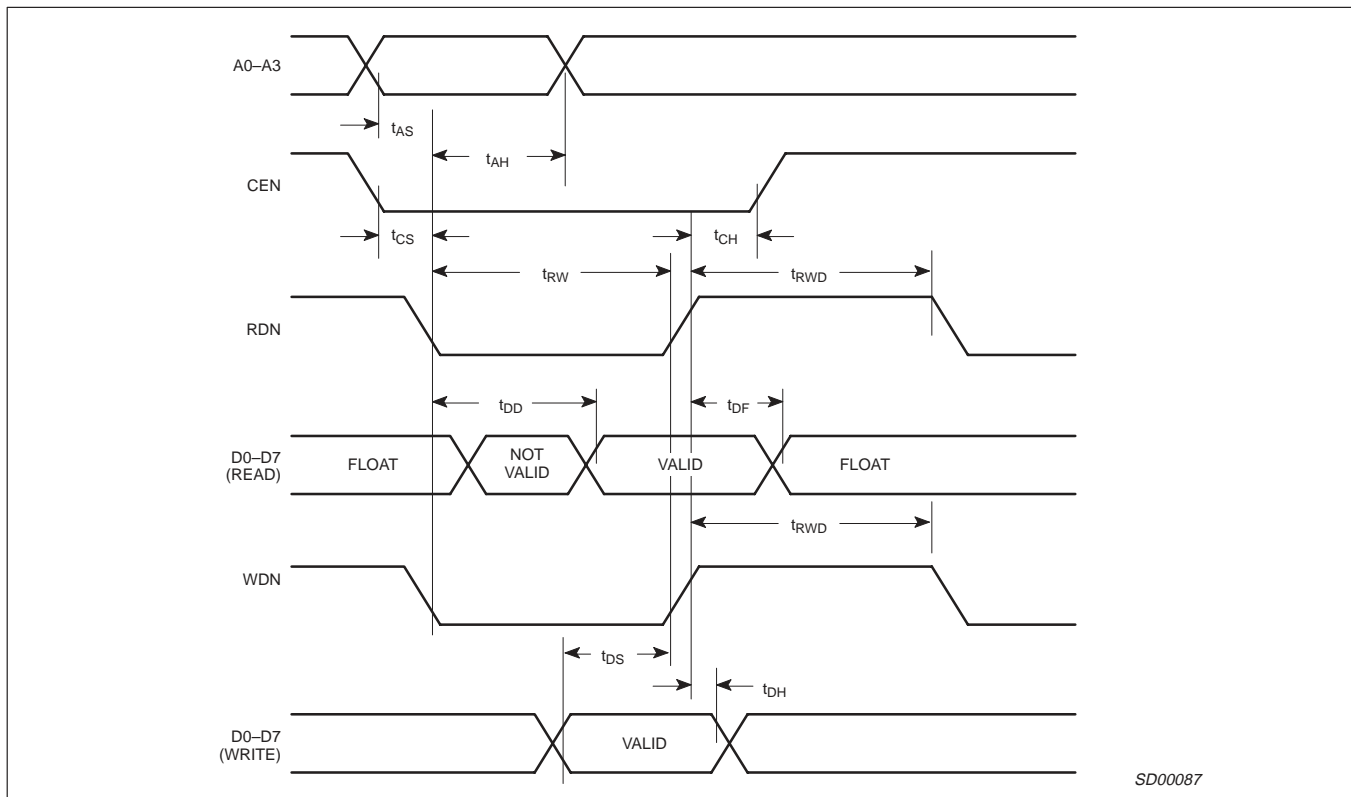 A0–A3
tAS
tAH
CEN
tCS
tCH
tRW
tRWD
RDN
tDD
tDF
D0–D7
(READ)
FLOAT
NOT
VALID
VALID
FLOAT
tRWD
WDN
tDS
tDH
D0–D7
(WRITE)
VALID
SD00087